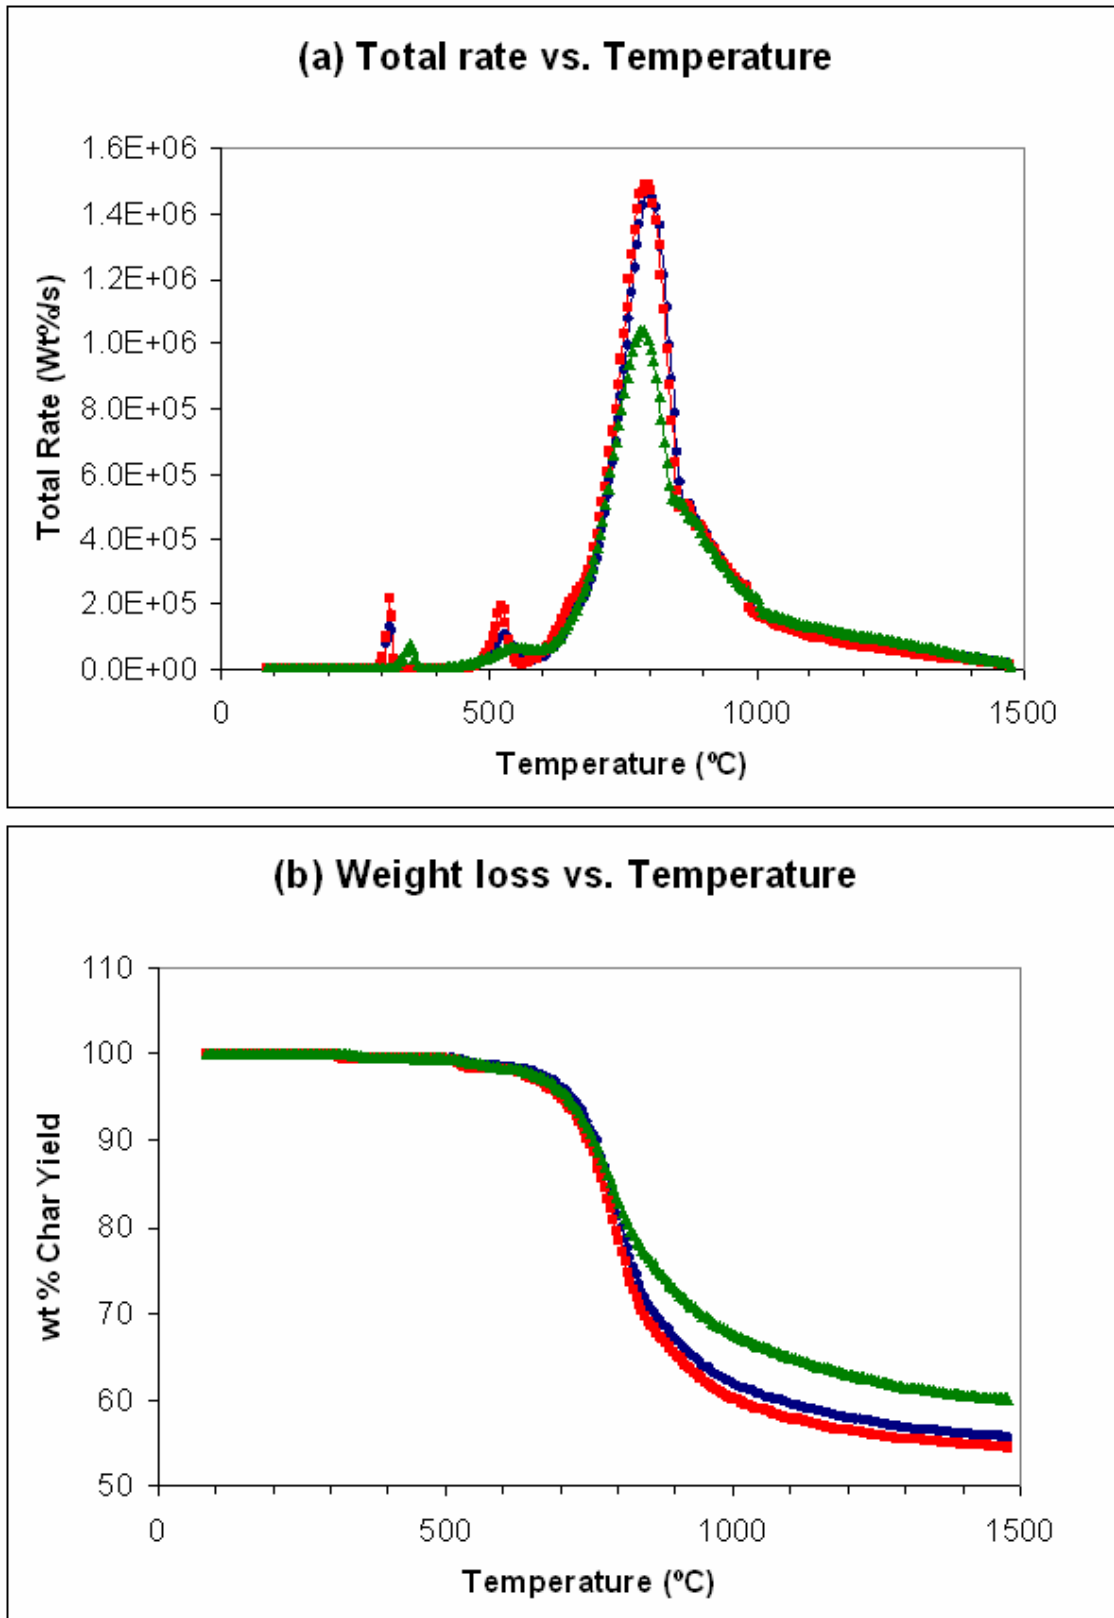 (a) Total rate vs. Temperature
1.6E+06
1.4E+06
1.2E+06
1.0E+06
8.0E+05
6.0E+05
4.0E+05
2.0E+05
0.0E+00
Total Rate (Wt%/s)
0 500 1000 1500
Temperature (ºC)
(b) Weight loss vs. Temperature
110
100
90
80
70
60
50
wt % Char Yield
0 500 1000 1500
Temperature (ºC)